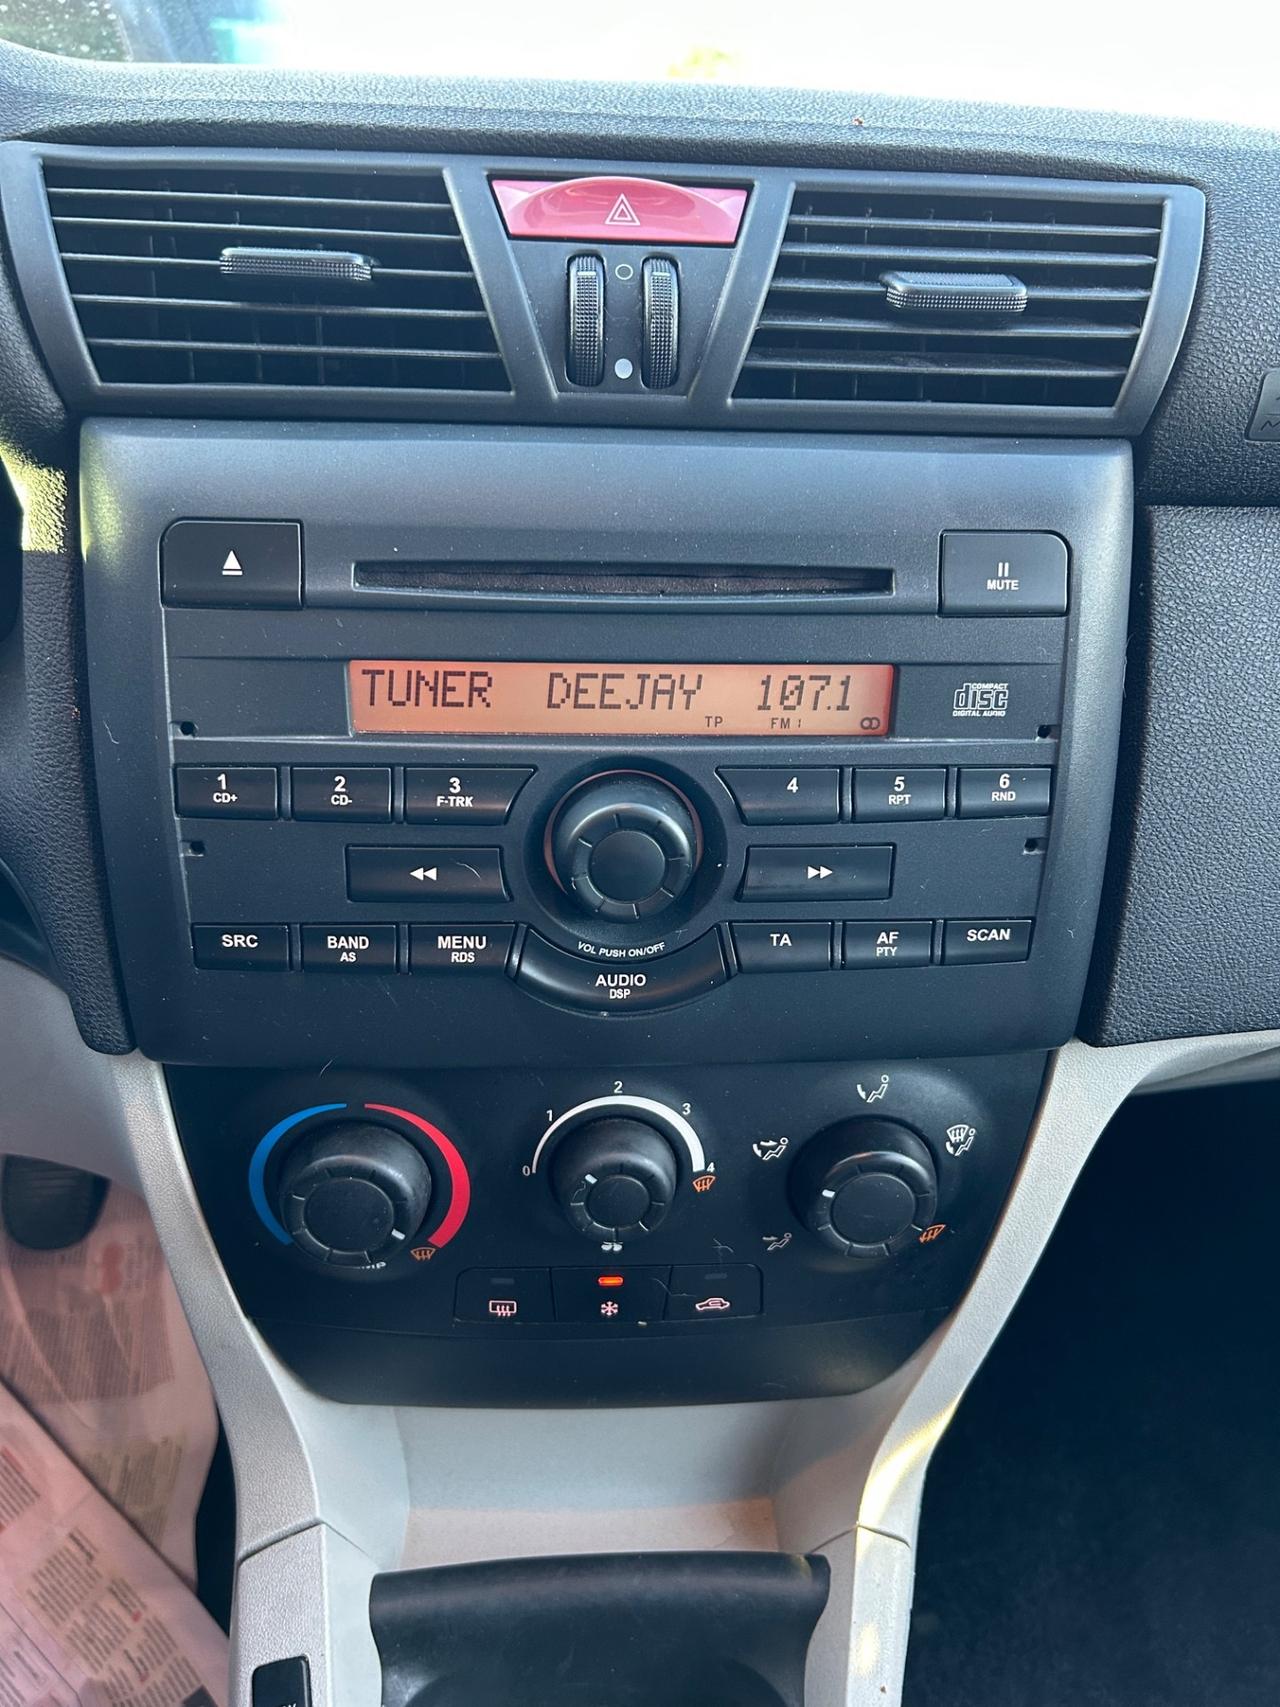 MUTE
TUNER DEEJAY 107.1
TP FM 1
COMPACT
disc
DIGITAL AUDIO
1
CD+
2
CD-
3
F-TRK
4
5
RPT
6
RND
SRC
BAND
AS
MENU
RDS
VOL PUSH ON/OFF
AUDIO
DSP
TA
AF
PTY
SCAN
0 1 2 3 4